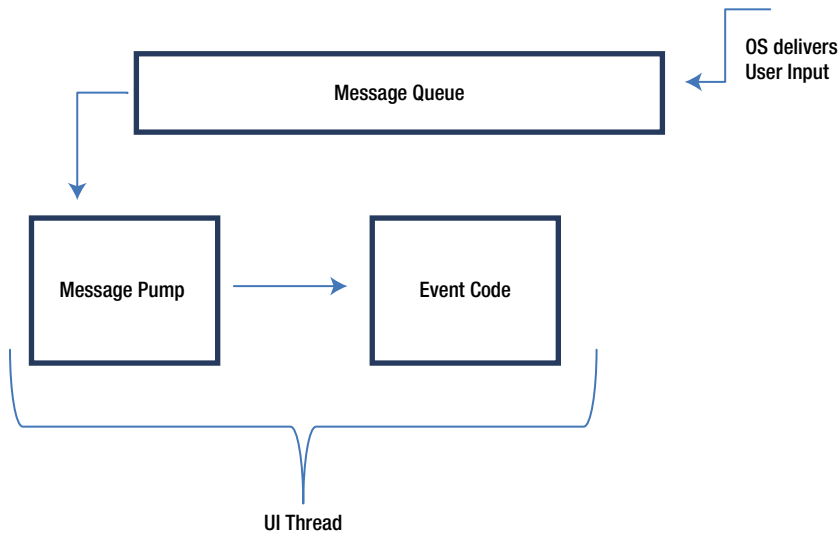 OS delivers
User Input
Message Queue
Message Pump
Event Code
UI Thread